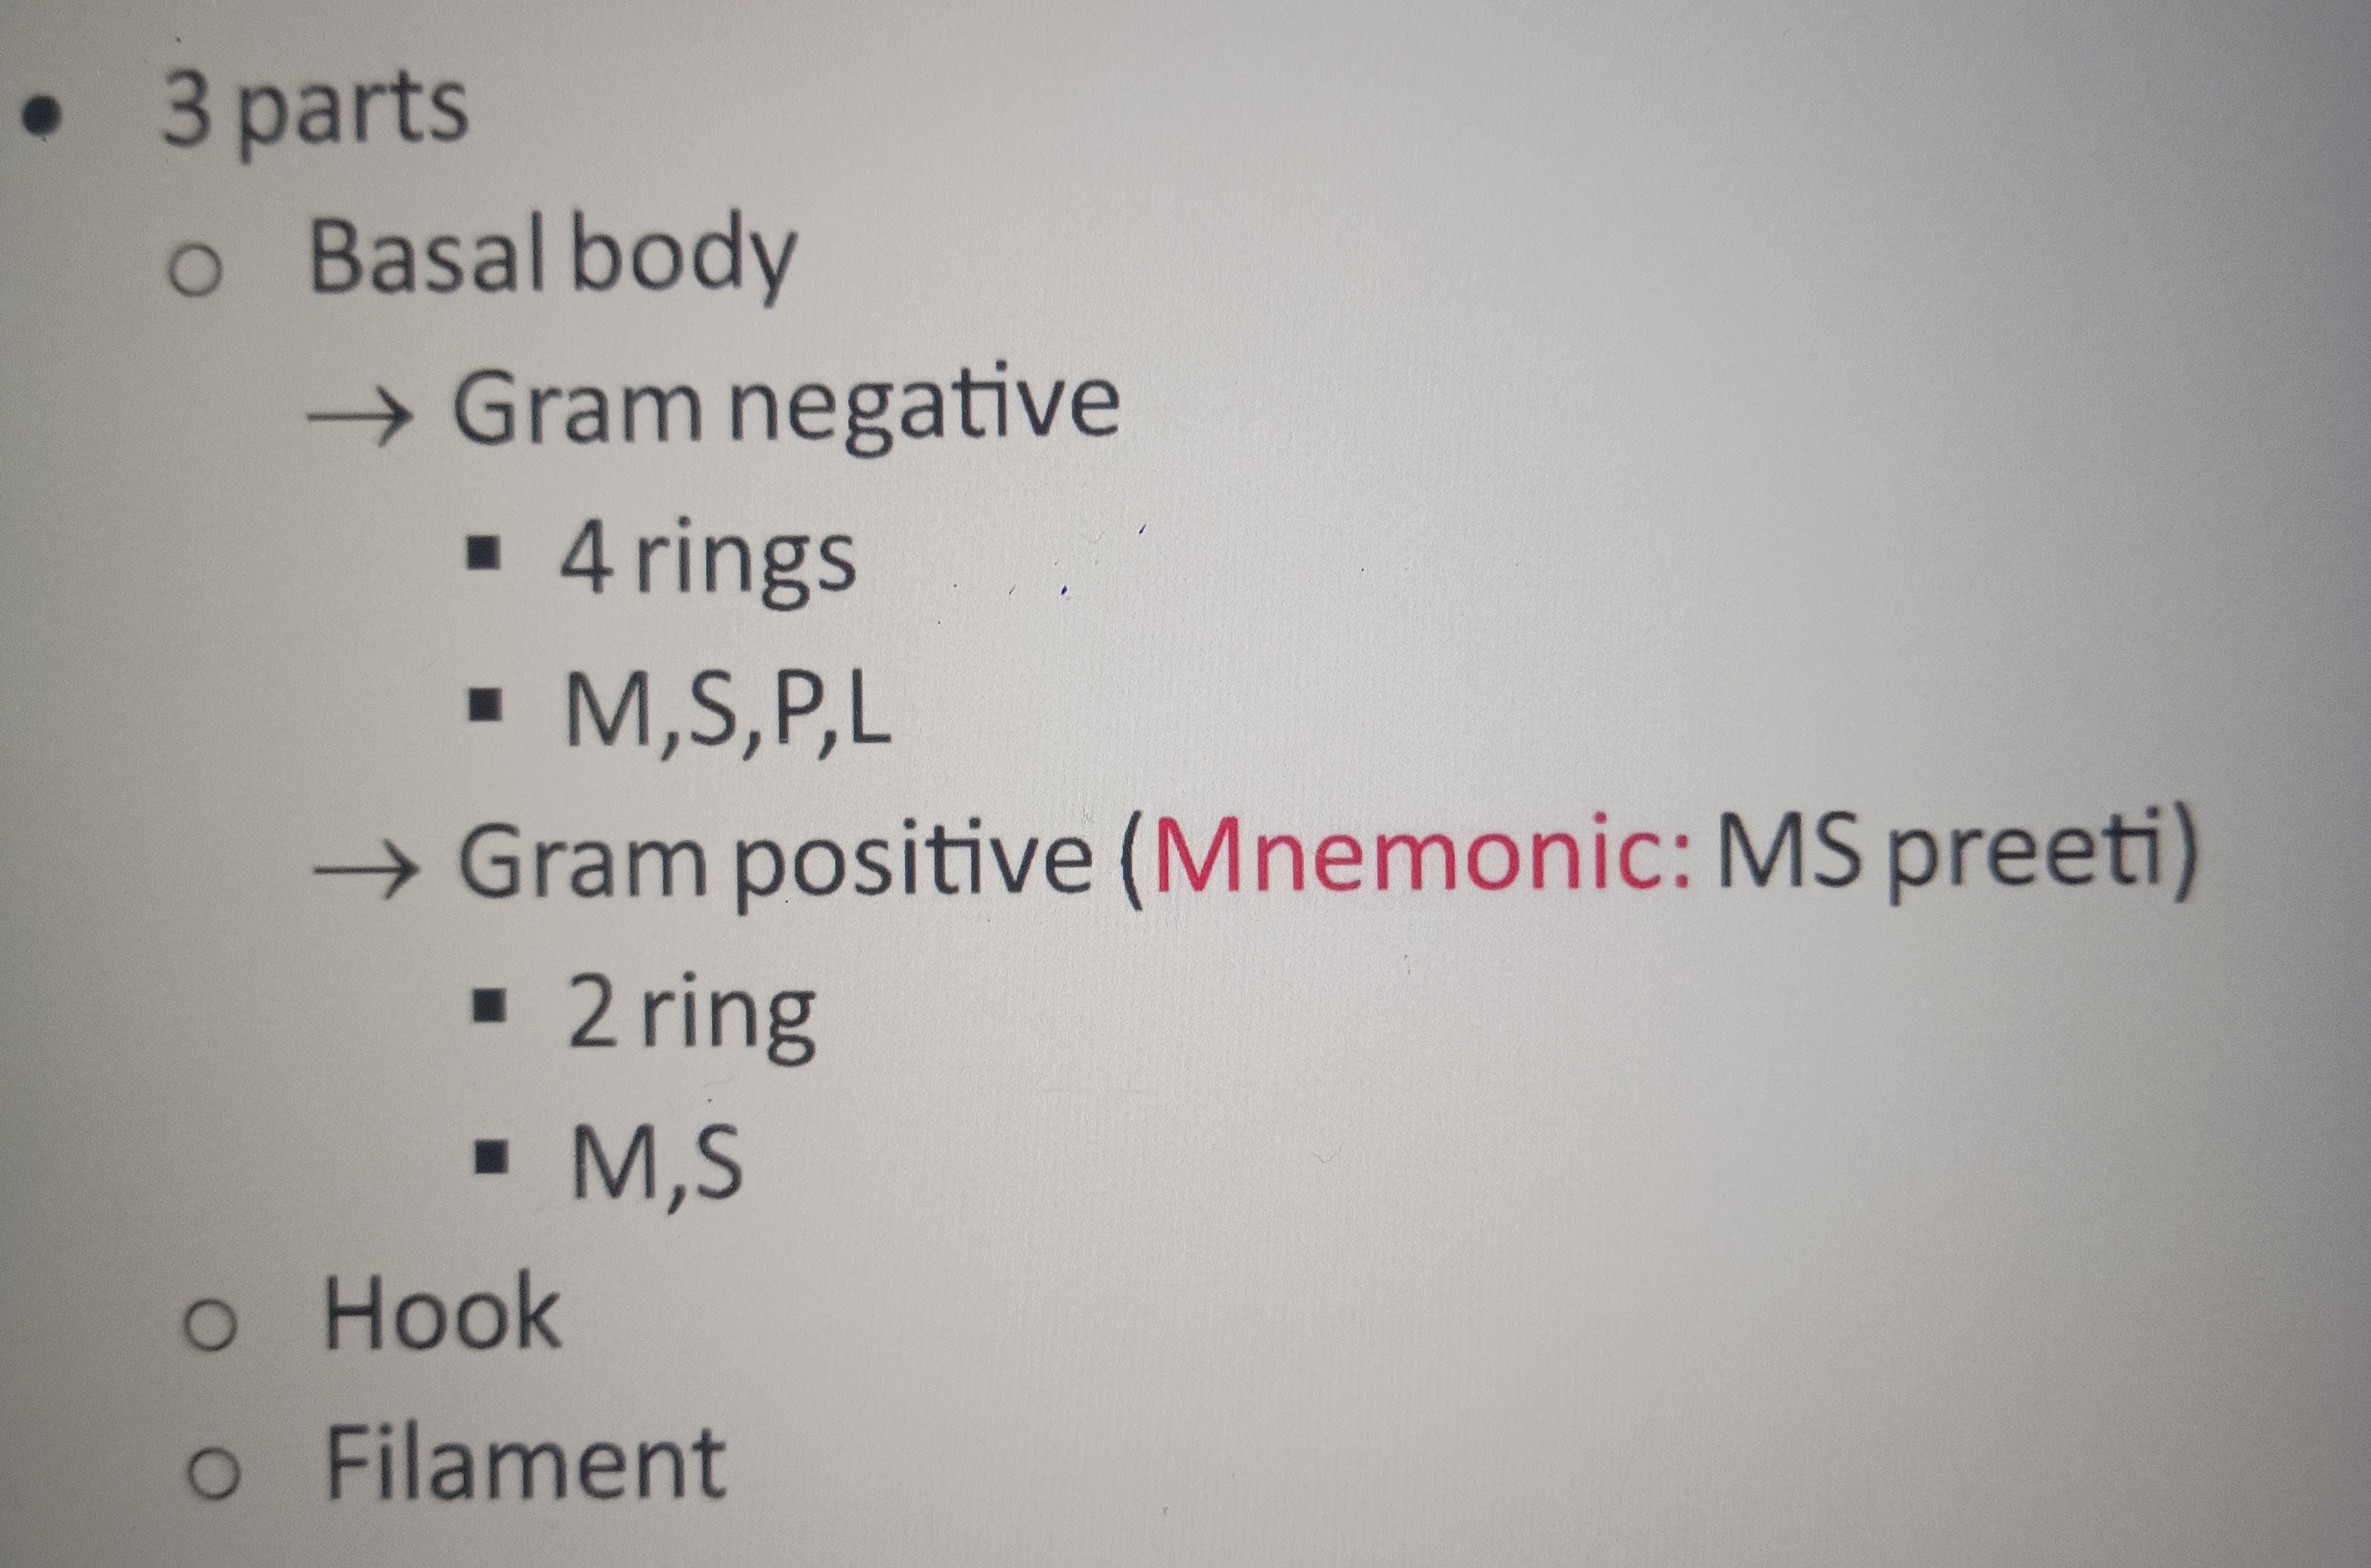 • 3 parts
○ Basal body
→ Gram negative
▪ 4 rings
▪ M,S,P,L
→ Gram positive (Mnemonic: MS preeti)
▪ 2 ring
▪ M,S
○ Hook
○ Filament